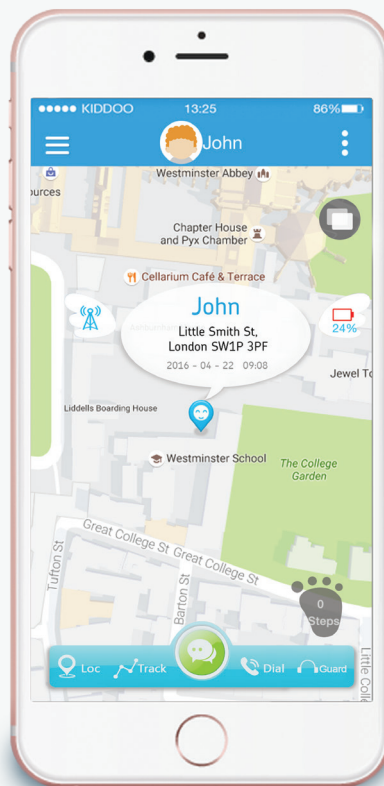 KIDDOO 13:25 86%
John
Westminster Abbey
ources
Chapter House
and Pyx Chamber
Cellarium Café & Terrace
John
Little Smith St,
London SW1P 3PF
2016 - 04 - 22 09:08
24%
Jewel To
Liddells Boarding House
Westminster School
The College
Garden
Great College St Great College St
Tufton St
Barton St
0
Steps
Little Coll
Loc Track Dial Guard